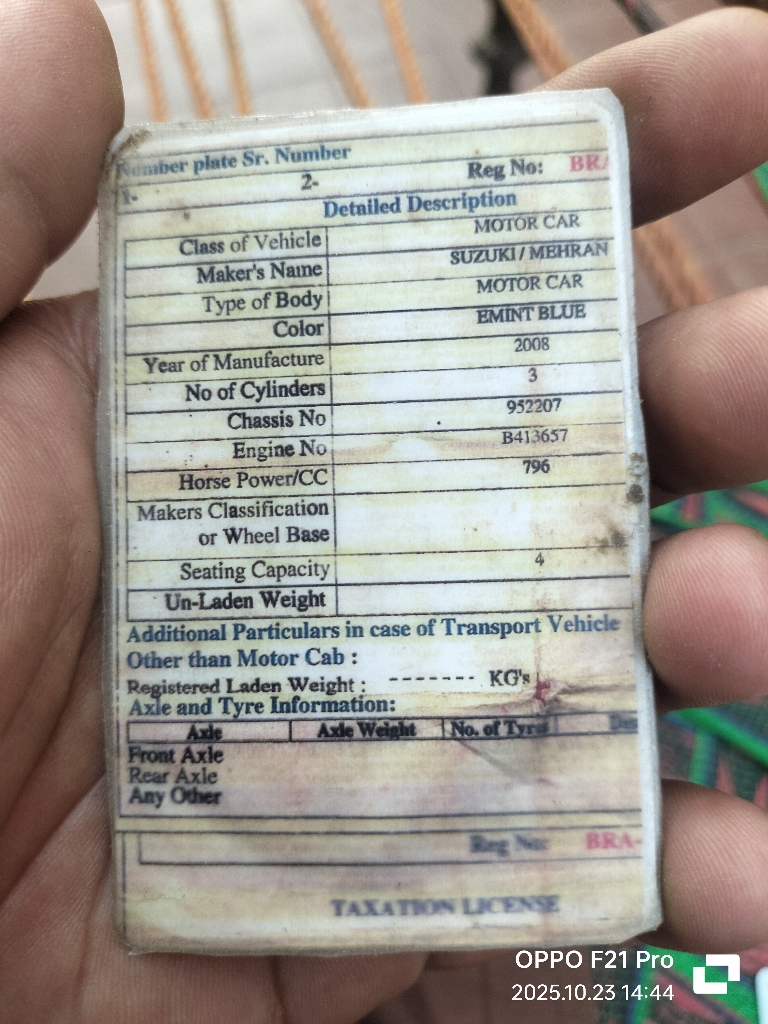 Number plate Sr. Number
1- 2- Reg No: BRA
Detailed Description
Class of Vehicle MOTOR CAR
Maker's Name SUZUKI / MEHRAN
Type of Body MOTOR CAR
Color EMINT BLUE
Year of Manufacture 2008
No of Cylinders 3
Chassis No 952207
Engine No B413657
Horse Power/CC 796
Makers Classification
or Wheel Base
Seating Capacity 4
Un-Laden Weight
Additional Particulars in case of Transport Vehicle
Other than Motor Cab :
Registered Laden Weight : ------- KG's
Axle and Tyre Information:
Axle Axle Weight No. of Tyre
Front Axle
Rear Axle
Any Other
Reg No: BRA-
TAXATION LICENSE
OPPO F21 Pro
2025.10.23 14:44